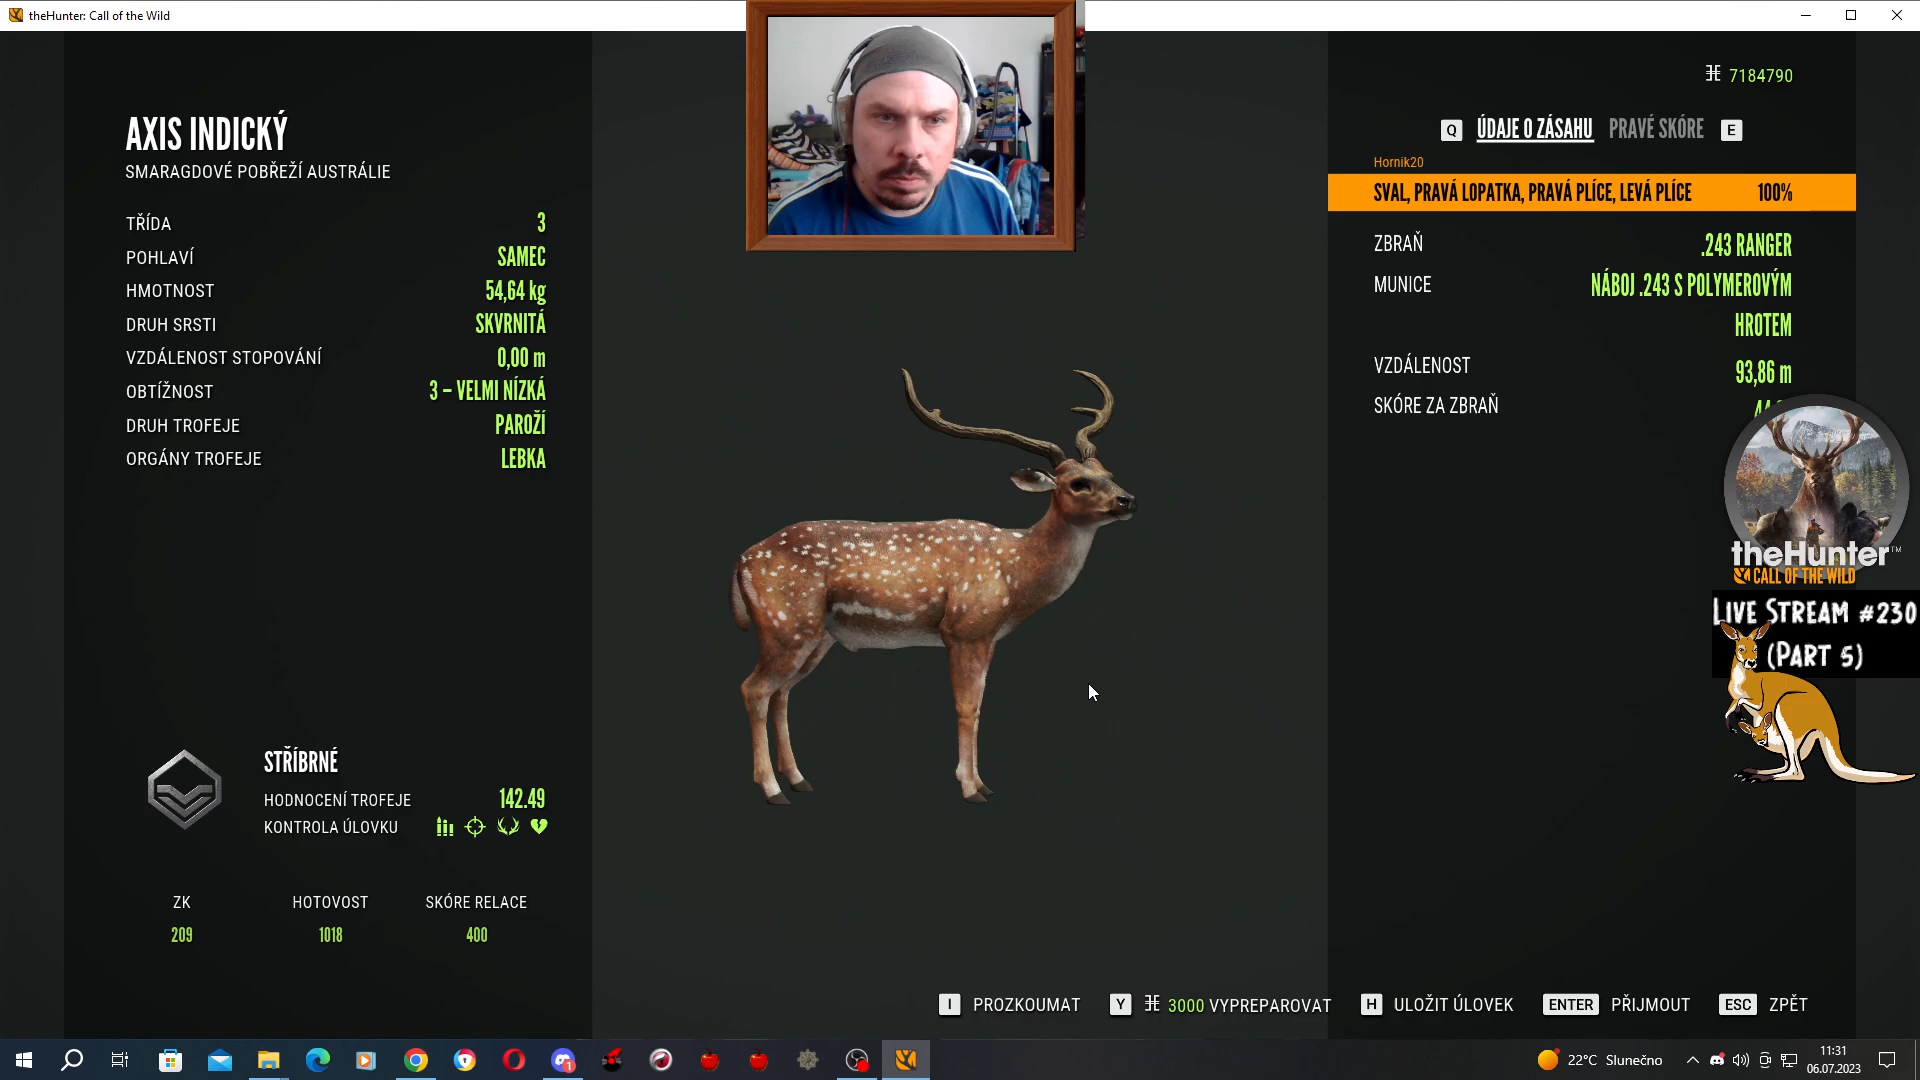 theHunter: Call of the Wild
7184790
AXIS INDICKÝ
SMARAGDOVÉ POBŘEŽÍ AUSTRÁLIE
TŘÍDA 3
POHLAVÍ SAMEC
HMOTNOST 54,64 kg
DRUH SRSTI SKVRNITÁ
VZDÁLENOST STOPOVÁNÍ 0,00 m
OBTÍŽNOST 3 – VELMI NÍZKÁ
DRUH TROFEJE PAROŽÍ
ORGÁNY TROFEJE LEBKA
STŘÍBRNÉ
HODNOCENÍ TROFEJE 142.49
KONTROLA ÚLOVKU
ZK HOTOVOST SKÓRE RELACE
209 1018 400
Q ÚDAJE O ZÁSAHU PRAVÉ SKÓRE E
Hornik20
SVAL, PRAVÁ LOPATKA, PRAVÁ PLÍCE, LEVÁ PLÍCE 100%
ZBRAŇ .243 RANGER
MUNICE NÁBOJ .243 S POLYMEROVÝM
HROTEM
VZDÁLENOST 93,86 m
SKÓRE ZA ZBRAŇ
theHunter™
CALL OF THE WILD
LIVE STREAM #230
(PART 5)
I PROZKOUMAT Y 3000 VYPREPAROVAT H ULOŽIT ÚLOVEK ENTER PŘIJMOUT ESC ZPĚT
22°C Slunečno
11:31
06.07.2023